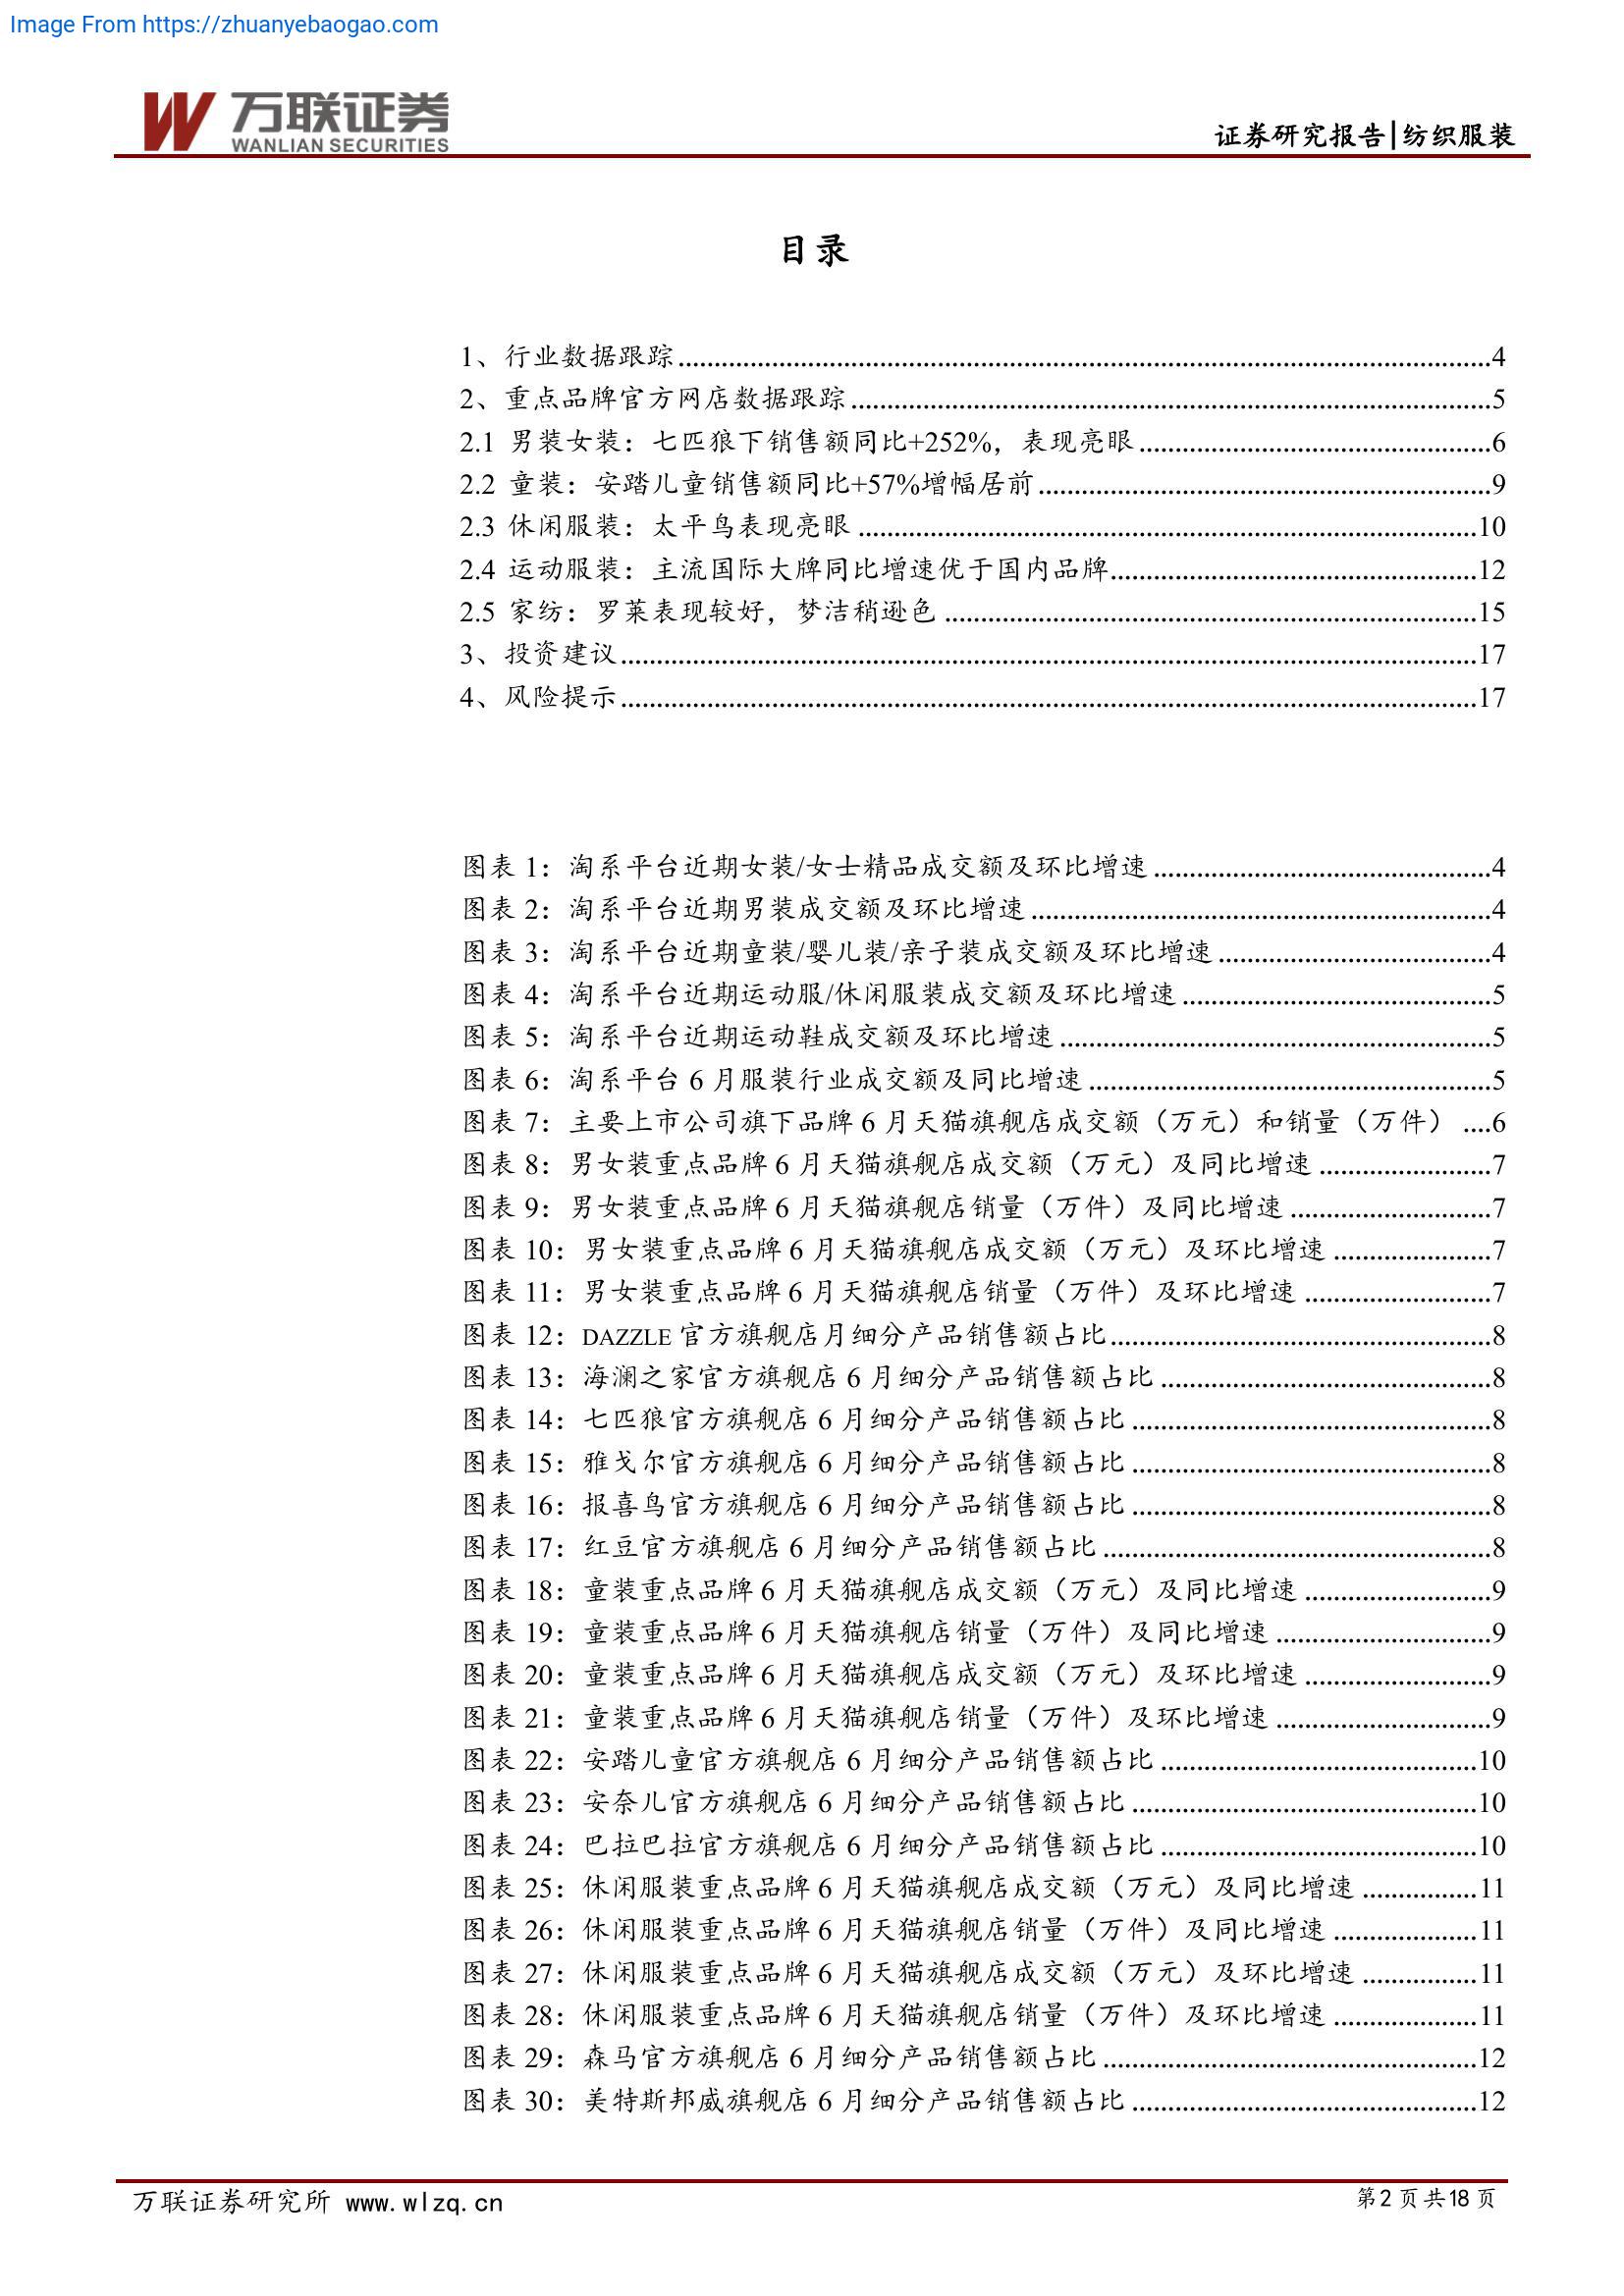 Image From https://zhuanyebaogao.com
万联证券
WANLIAN SECURITIES
证券研究报告|纺织服装
目录
1、行业数据跟踪................4
2、重点品牌官方网店数据跟踪................5
2.1 男装女装：七匹狼下销售额同比+252%，表现亮眼................6
2.2 童装：安踏儿童销售额同比+57%增幅居前................9
2.3 休闲服装：太平鸟表现亮眼................10
2.4 运动服装：主流国际大牌同比增速优于国内品牌................12
2.5 家纺：罗莱表现较好，梦洁稍逊色................15
3、投资建议................17
4、风险提示................17
图表 1：淘系平台近期女装/女士精品成交额及环比增速................4
图表 2：淘系平台近期男装成交额及环比增速................4
图表 3：淘系平台近期童装/婴儿装/亲子装成交额及环比增速................4
图表 4：淘系平台近期运动服/休闲服装成交额及环比增速................5
图表 5：淘系平台近期运动鞋成交额及环比增速................5
图表 6：淘系平台 6 月服装行业成交额及同比增速................5
图表 7：主要上市公司旗下品牌 6 月天猫旗舰店成交额（万元）和销量（万件）....6
图表 8：男女装重点品牌 6 月天猫旗舰店成交额（万元）及同比增速................7
图表 9：男女装重点品牌 6 月天猫旗舰店销量（万件）及同比增速................7
图表 10：男女装重点品牌 6 月天猫旗舰店成交额（万元）及环比增速................7
图表 11：男女装重点品牌 6 月天猫旗舰店销量（万件）及环比增速................7
图表 12：DAZZLE 官方旗舰店月细分产品销售额占比................8
图表 13：海澜之家官方旗舰店 6 月细分产品销售额占比................8
图表 14：七匹狼官方旗舰店 6 月细分产品销售额占比................8
图表 15：雅戈尔官方旗舰店 6 月细分产品销售额占比................8
图表 16：报喜鸟官方旗舰店 6 月细分产品销售额占比................8
图表 17：红豆官方旗舰店 6 月细分产品销售额占比................8
图表 18：童装重点品牌 6 月天猫旗舰店成交额（万元）及同比增速................9
图表 19：童装重点品牌 6 月天猫旗舰店销量（万件）及同比增速................9
图表 20：童装重点品牌 6 月天猫旗舰店成交额（万元）及环比增速................9
图表 21：童装重点品牌 6 月天猫旗舰店销量（万件）及环比增速................9
图表 22：安踏儿童官方旗舰店 6 月细分产品销售额占比................10
图表 23：安奈儿官方旗舰店 6 月细分产品销售额占比................10
图表 24：巴拉巴拉官方旗舰店 6 月细分产品销售额占比................10
图表 25：休闲服装重点品牌 6 月天猫旗舰店成交额（万元）及同比增速................11
图表 26：休闲服装重点品牌 6 月天猫旗舰店销量（万件）及同比增速................11
图表 27：休闲服装重点品牌 6 月天猫旗舰店成交额（万元）及环比增速................11
图表 28：休闲服装重点品牌 6 月天猫旗舰店销量（万件）及环比增速................11
图表 29：森马官方旗舰店 6 月细分产品销售额占比................12
图表 30：美特斯邦威旗舰店 6 月细分产品销售额占比................12
万联证券研究所 www.wlzq.cn
第 2 页 共 18 页